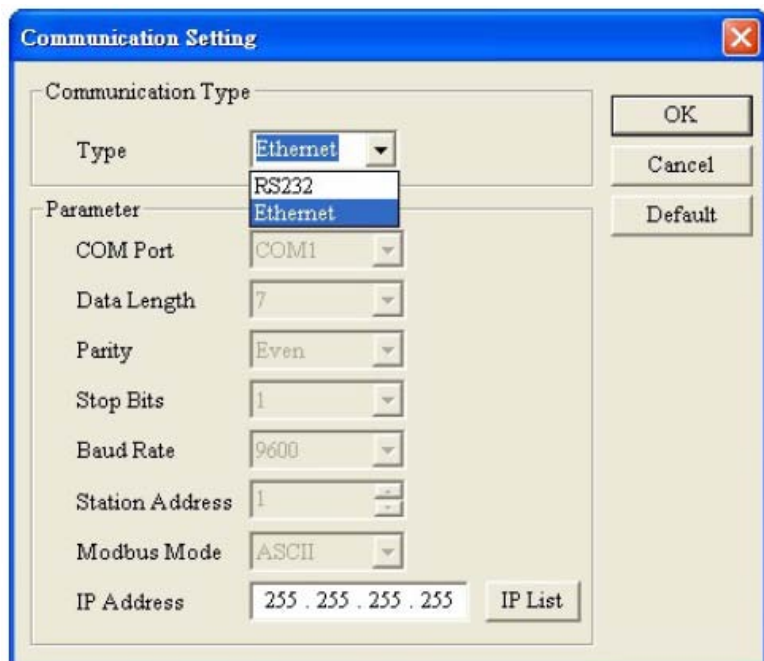 Communication Setting
Communication Type
Type Ethernet
RS232
Ethernet
OK
Cancel
Default
Parameter
COM Port COM1
Data Length 7
Parity Even
Stop Bits 1
Baud Rate 9600
Station Address 1
Modbus Mode ASCII
IP Address 255 . 255 . 255 . 255 IP List